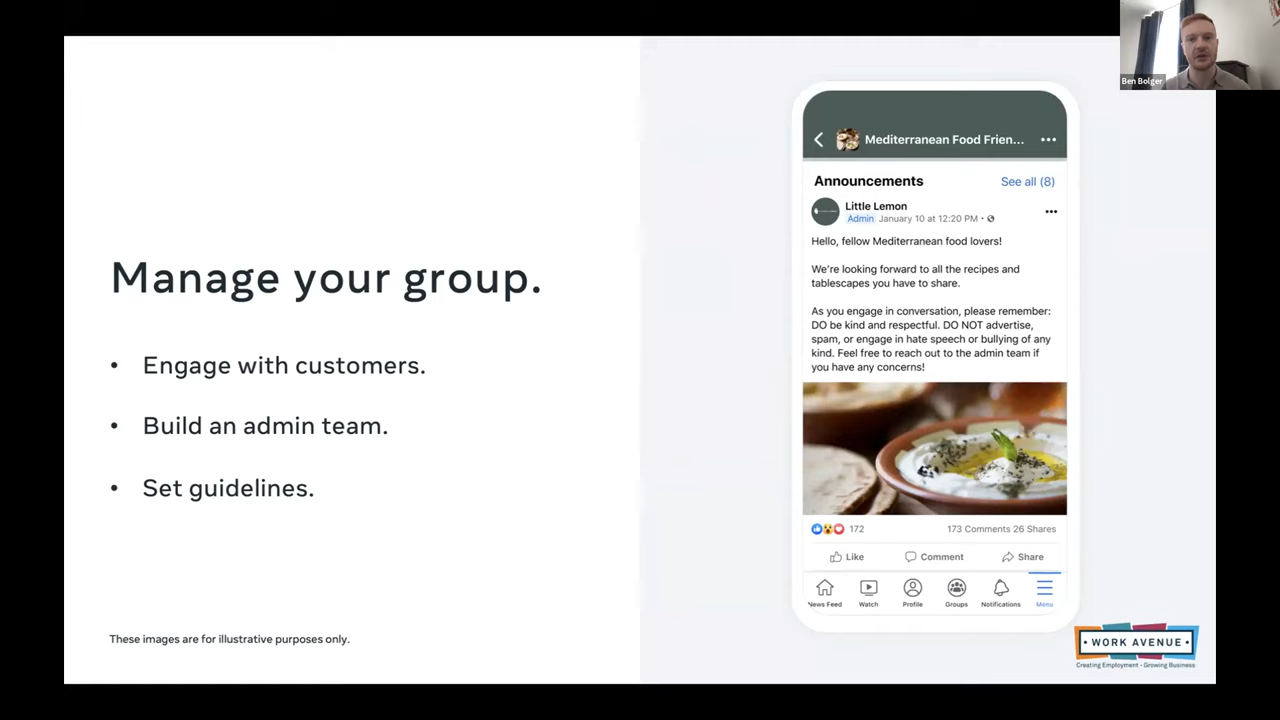 Ben Bolger
Manage your group.
• Engage with customers.
• Build an admin team.
• Set guidelines.
These images are for illustrative purposes only.
Mediterranean Food Frien...
Announcements
See all (8)
Little Lemon
Admin January 10 at 12:20 PM •
Hello, fellow Mediterranean food lovers!
We're looking forward to all the recipes and
tablescapes you have to share.
As you engage in conversation, please remember:
DO be kind and respectful. DO NOT advertise,
spam, or engage in hate speech or bullying of any
kind. Feel free to reach out to the admin team if
you have any concerns!
172
173 Comments 26 Shares
Like Comment Share
News Feed Watch Profile Groups Notifications Menu
• WORK AVENUE •
Creating Employment • Growing Business